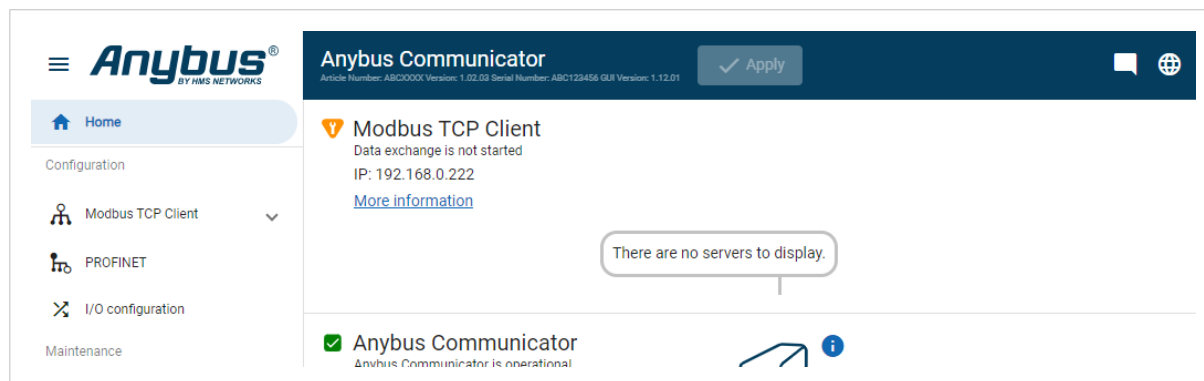 Anybus®
BY HMS NETWORKS
Anybus Communicator
Article Number: ABCXXXX Version: 1.02.03 Serial Number: ABC123456 GUI Version: 1.12.01
Apply
Home
Configuration
Modbus TCP Client
PROFINET
I/O configuration
Maintenance
Modbus TCP Client
Data exchange is not started
IP: 192.168.0.222
More information
There are no servers to display.
Anybus Communicator
Anybus Communicator is operational